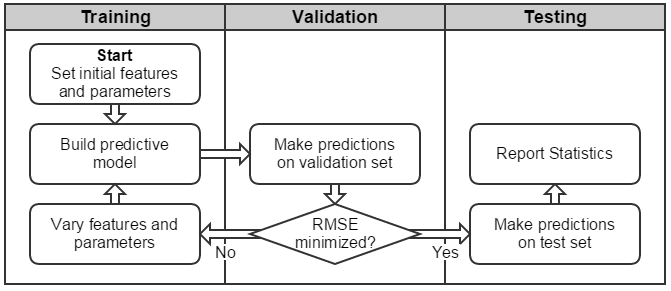 Training
Validation
Testing
Start
Set initial features
and parameters
Build predictive
model
Make predictions
on validation set
Report Statistics
Vary features and
parameters
RMSE
minimized?
Make predictions
on test set
No
Yes